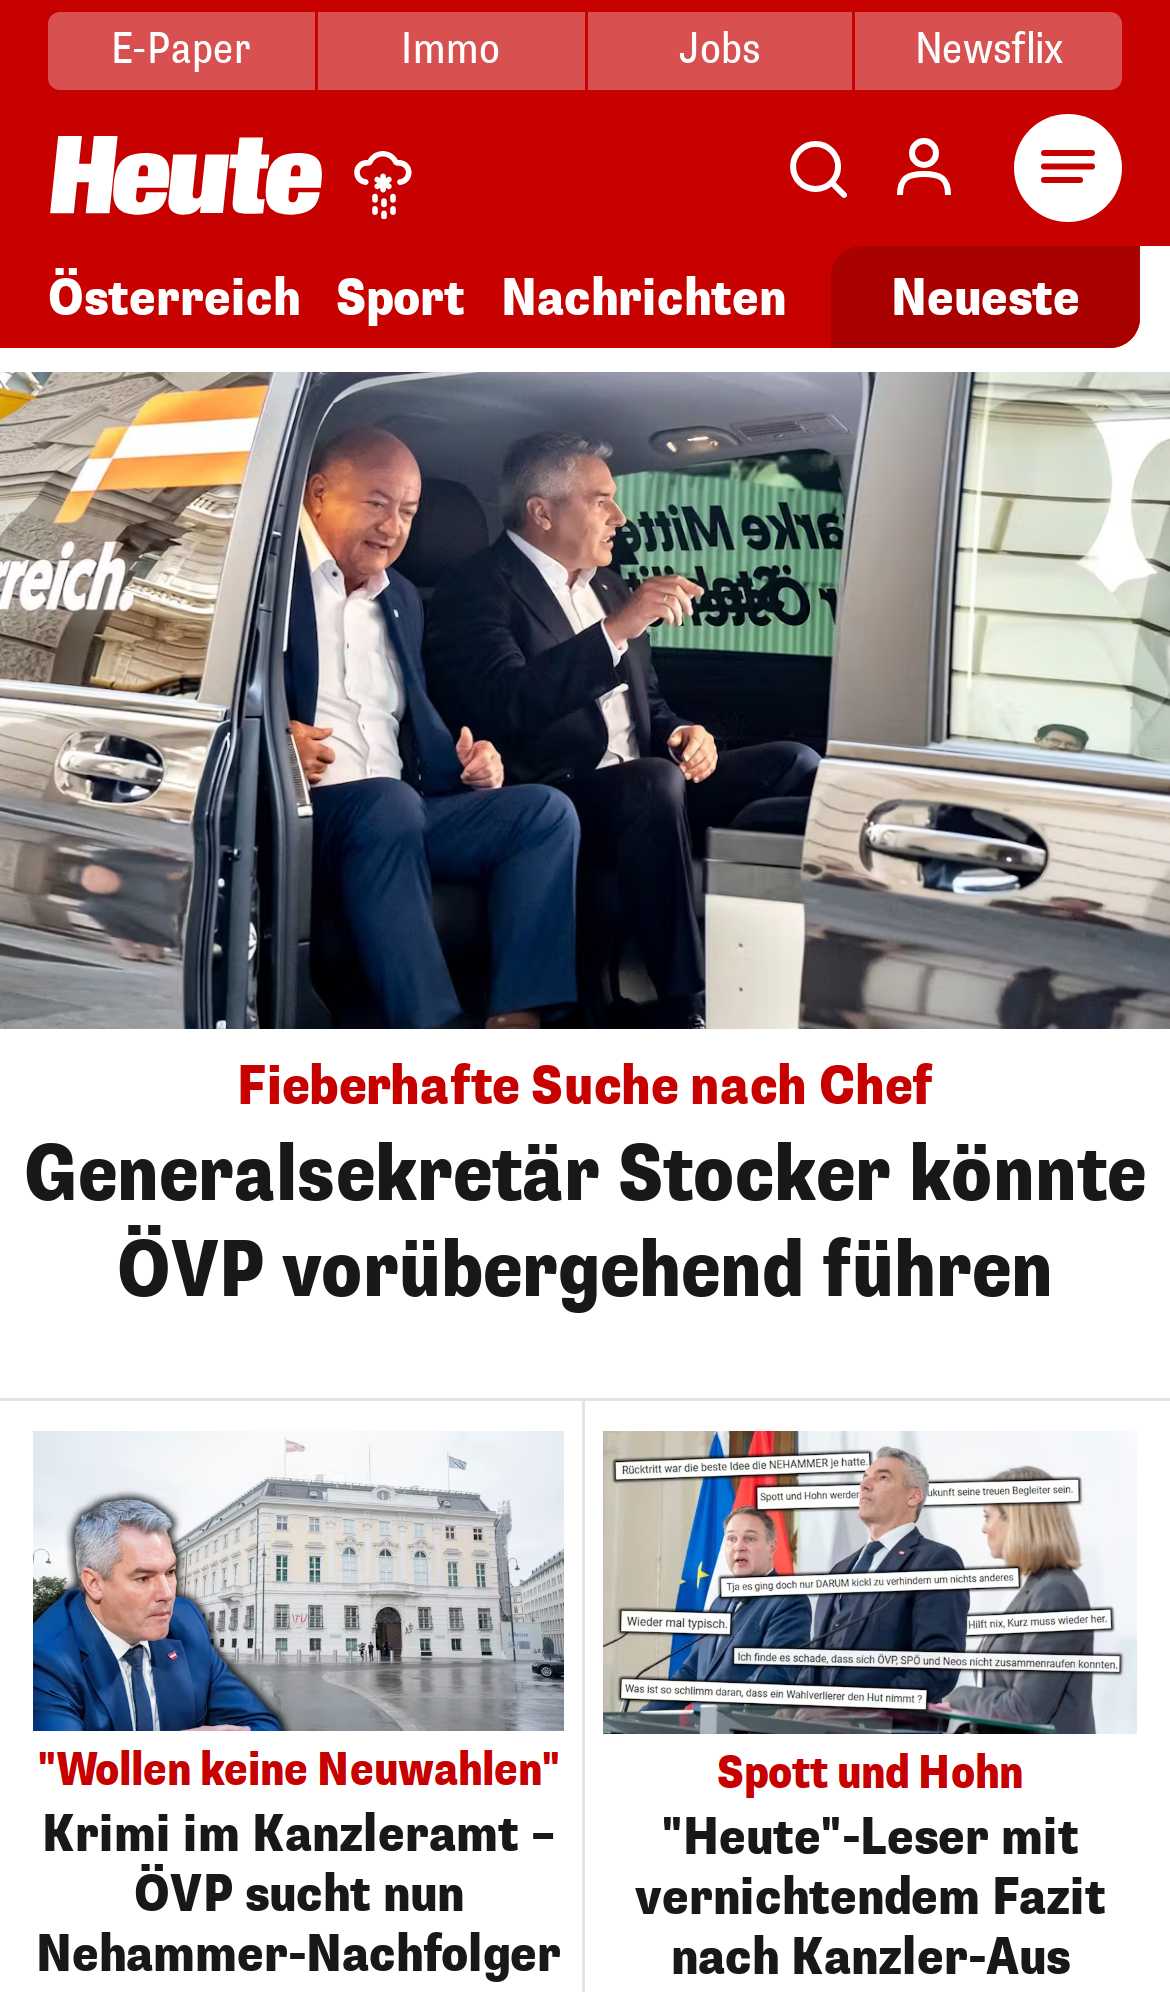 E-Paper Immo Jobs Newsflix
Heute
Österreich Sport Nachrichten Neueste
rreich.
arke Mitte
Fieberhafte Suche nach Chef
Generalsekretär Stocker könnte
ÖVP vorübergehend führen
"Wollen keine Neuwahlen"
Krimi im Kanzleramt –
ÖVP sucht nun
Nehammer-Nachfolger
Rücktritt war die beste Idee die NEHAMMER je hatte.
Spott und Hohn werden ukunft seine treuen Begleiter sein.
Tja es ging doch nur DARUM kickl zu verhindern um nichts anderes
Wieder mal typisch.
Hilft nix, Kurz muss wieder her.
Ich finde es schade, dass sich ÖVP, SPÖ und Neos nicht zusammenraufen konnten.
Was ist so schlimm daran, dass ein Wahlverlierer den Hut nimmt ?
Spott und Hohn
"Heute"-Leser mit
vernichtendem Fazit
nach Kanzler-Aus